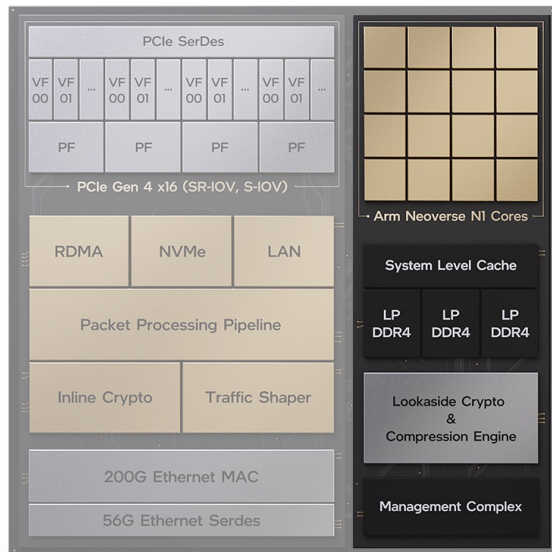 PCIe SerDes
VF 00
VF 01
...
VF 00
VF 01
...
VF 00
VF 01
...
VF 00
VF 01
...
PF
PF
PF
PF
PCIe Gen 4 x16 (SR-IOV, S-IOV)
RDMA
NVMe
LAN
Packet Processing Pipeline
Inline Crypto
Traffic Shaper
200G Ethernet MAC
56G Ethernet Serdes
Arm Neoverse N1 Cores
System Level Cache
LP
DDR4
LP
DDR4
LP
DDR4
Lookaside Crypto
&
Compression Engine
Management Complex